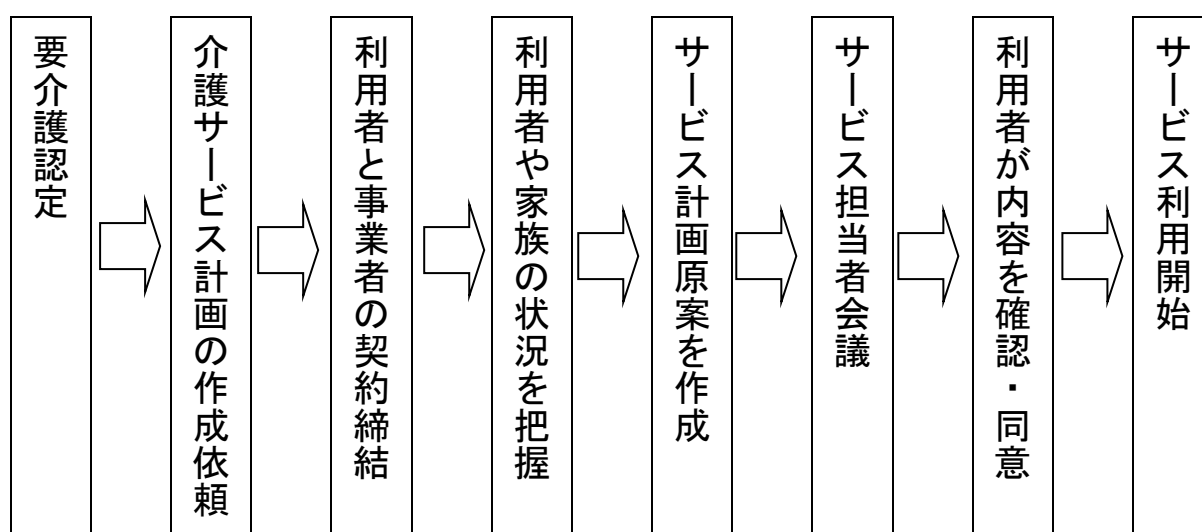 要介護認定
介護サービス計画の作成依頼
利用者と事業者の契約締結
利用者や家族の状況を把握
サービス計画原案を作成
サービス担当者会議
利用者が内容を確認・同意
サービス利用開始